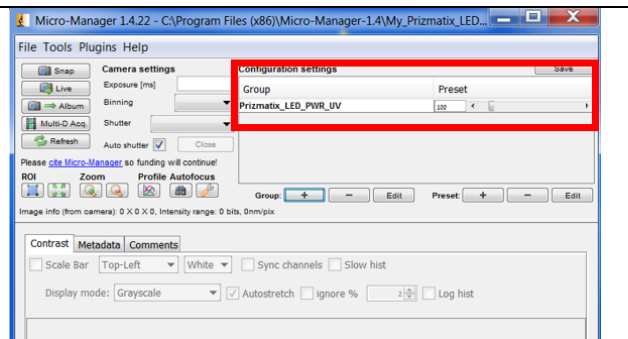 Micro-Manager 1.4.22 - C:\Program Files (x86)\Micro-Manager-1.4\My_Prizmatix_LED...
File Tools Plugins Help
Snap
Live
Album
Multi-D Acq.
Refresh
Camera settings
Exposure [ms]
Binning
Shutter
Auto shutter
Close
Configuration settings
Save
Group Preset
Prizmatix_LED_PWR_UV 100
Please cite Micro-Manager so funding will continue!
ROI Zoom Profile Autofocus
Group: + - Edit Preset: + - Edit
Image info (from camera): 0 X 0 X 0, Intensity range: 0 bits, 0nm/pix
Contrast Metadata Comments
Scale Bar Top-Left White Sync channels Slow hist
Display mode: Grayscale Autostretch ignore % 2 Log hist